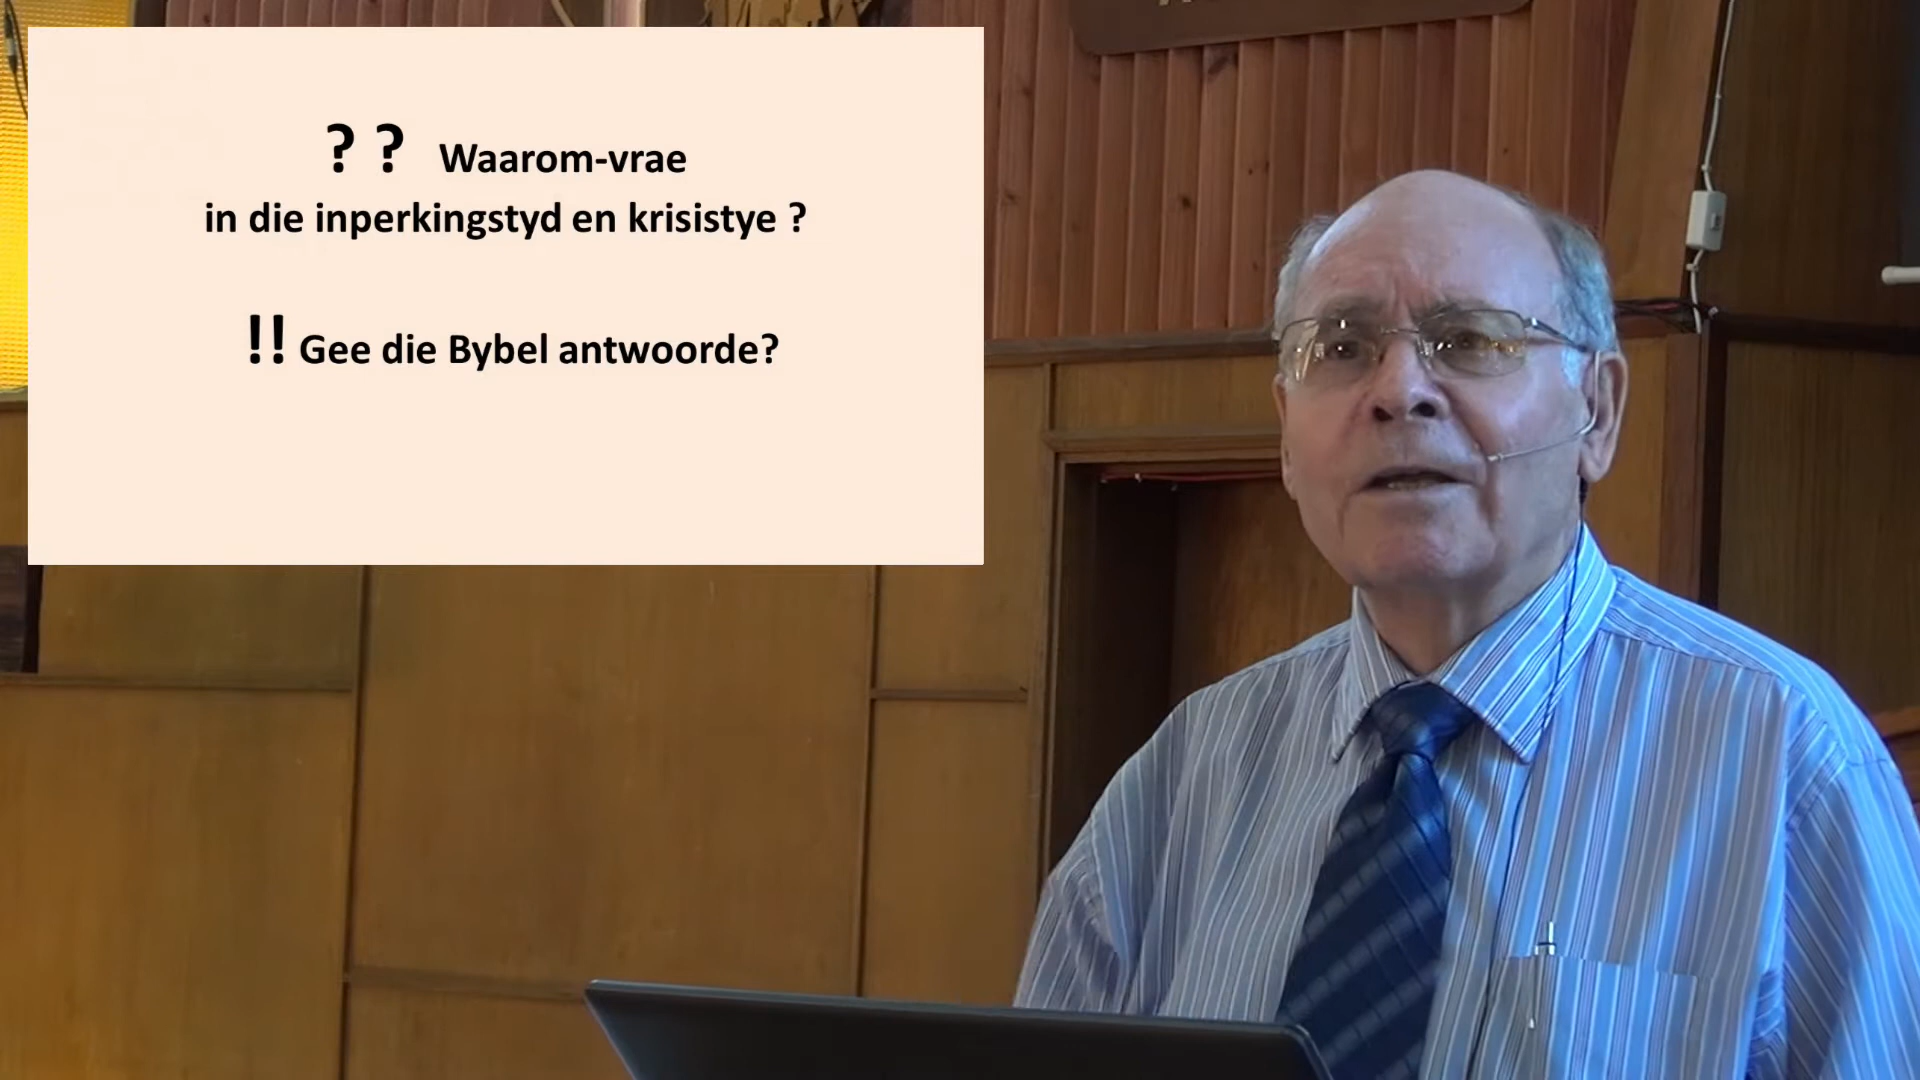 ? ? Waarom-vrae
in die inperkingstyd en krisistye ?
!! Gee die Bybel antwoorde?